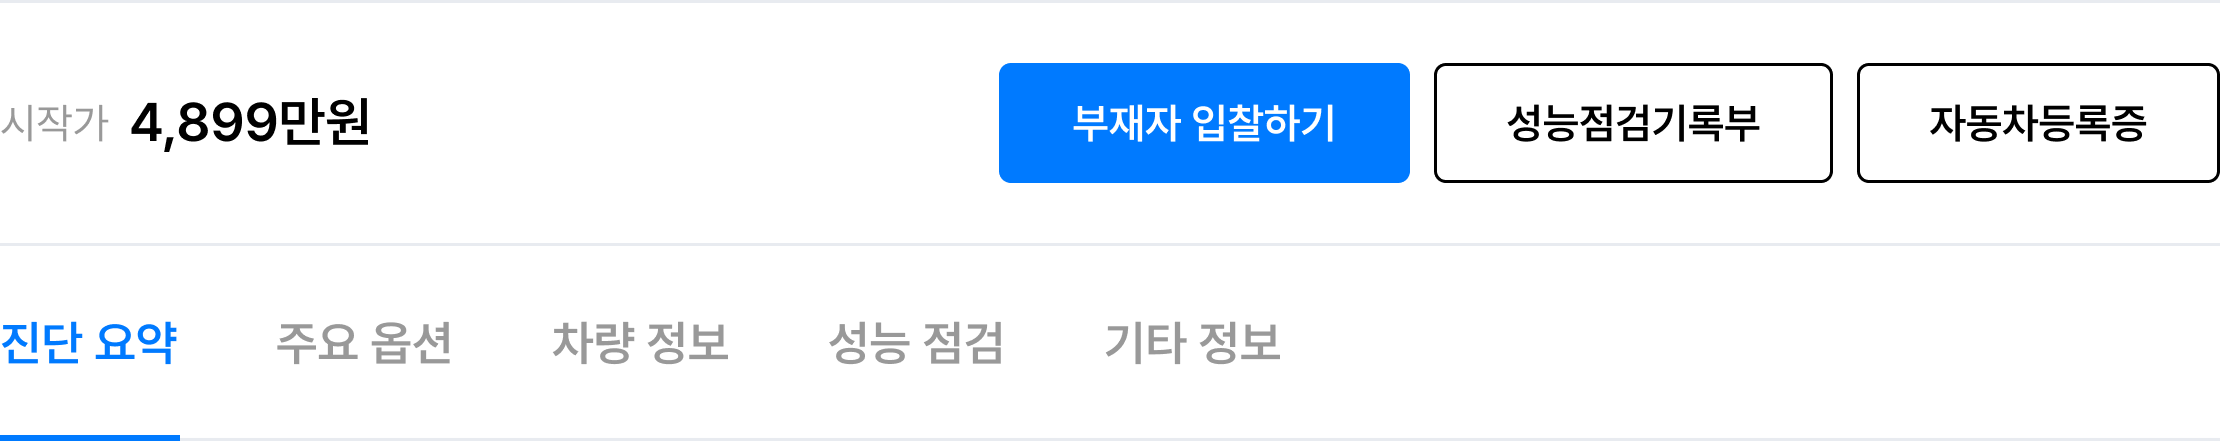 시작가 4,899만원 부재자 입찰하기 성능점검기록부 자동차등록증
진단 요약 주요 옵션 차량 정보 성능 점검 기타 정보